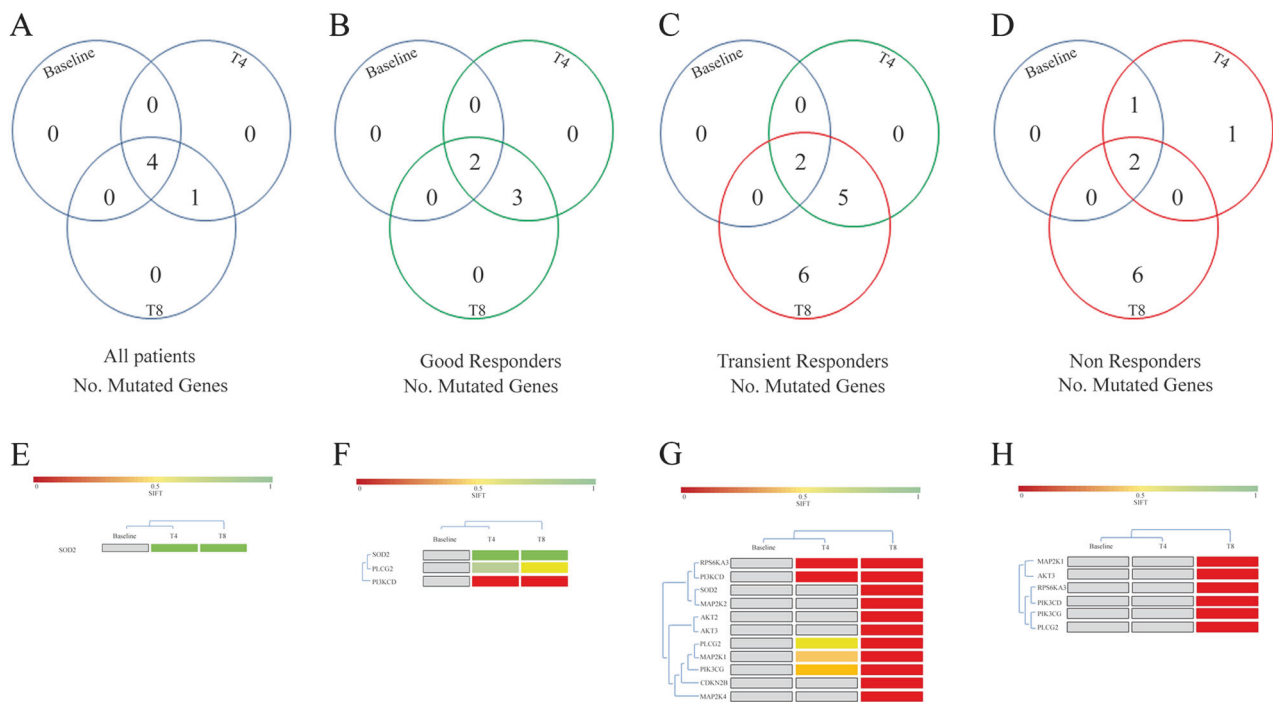 A B C D
Baseline T4 0 0 0 4 0 1 0 T8
Baseline T4 0 0 0 2 0 3 0 T8
Baseline T4 0 0 0 2 0 5 6 T8
Baseline T4 1 0 1 2 0 0 6 T8
All patients
No. Mutated Genes
Good Responders
No. Mutated Genes
Transient Responders
No. Mutated Genes
Non Responders
No. Mutated Genes
E
0 0.5 1
SIFT
Baseline T4 T8
SOD2
F
0 0.5 1
SIFT
Baseline T4 T8
SOD2
PLCG2
PI3KCD
G
0 0.5 1
SIFT
Baseline T4 T8
RPS6KA3
PI3KCD
SOD2
MAP2K2
AKT2
AKT3
PLCG2
MAP2K1
PIK3CG
CDKN2B
MAP2K4
H
0 0.5 1
SIFT
Baseline T4 T8
MAP2K1
AKT3
RPS6KA3
PIK3CD
PIK3CG
PLCG2